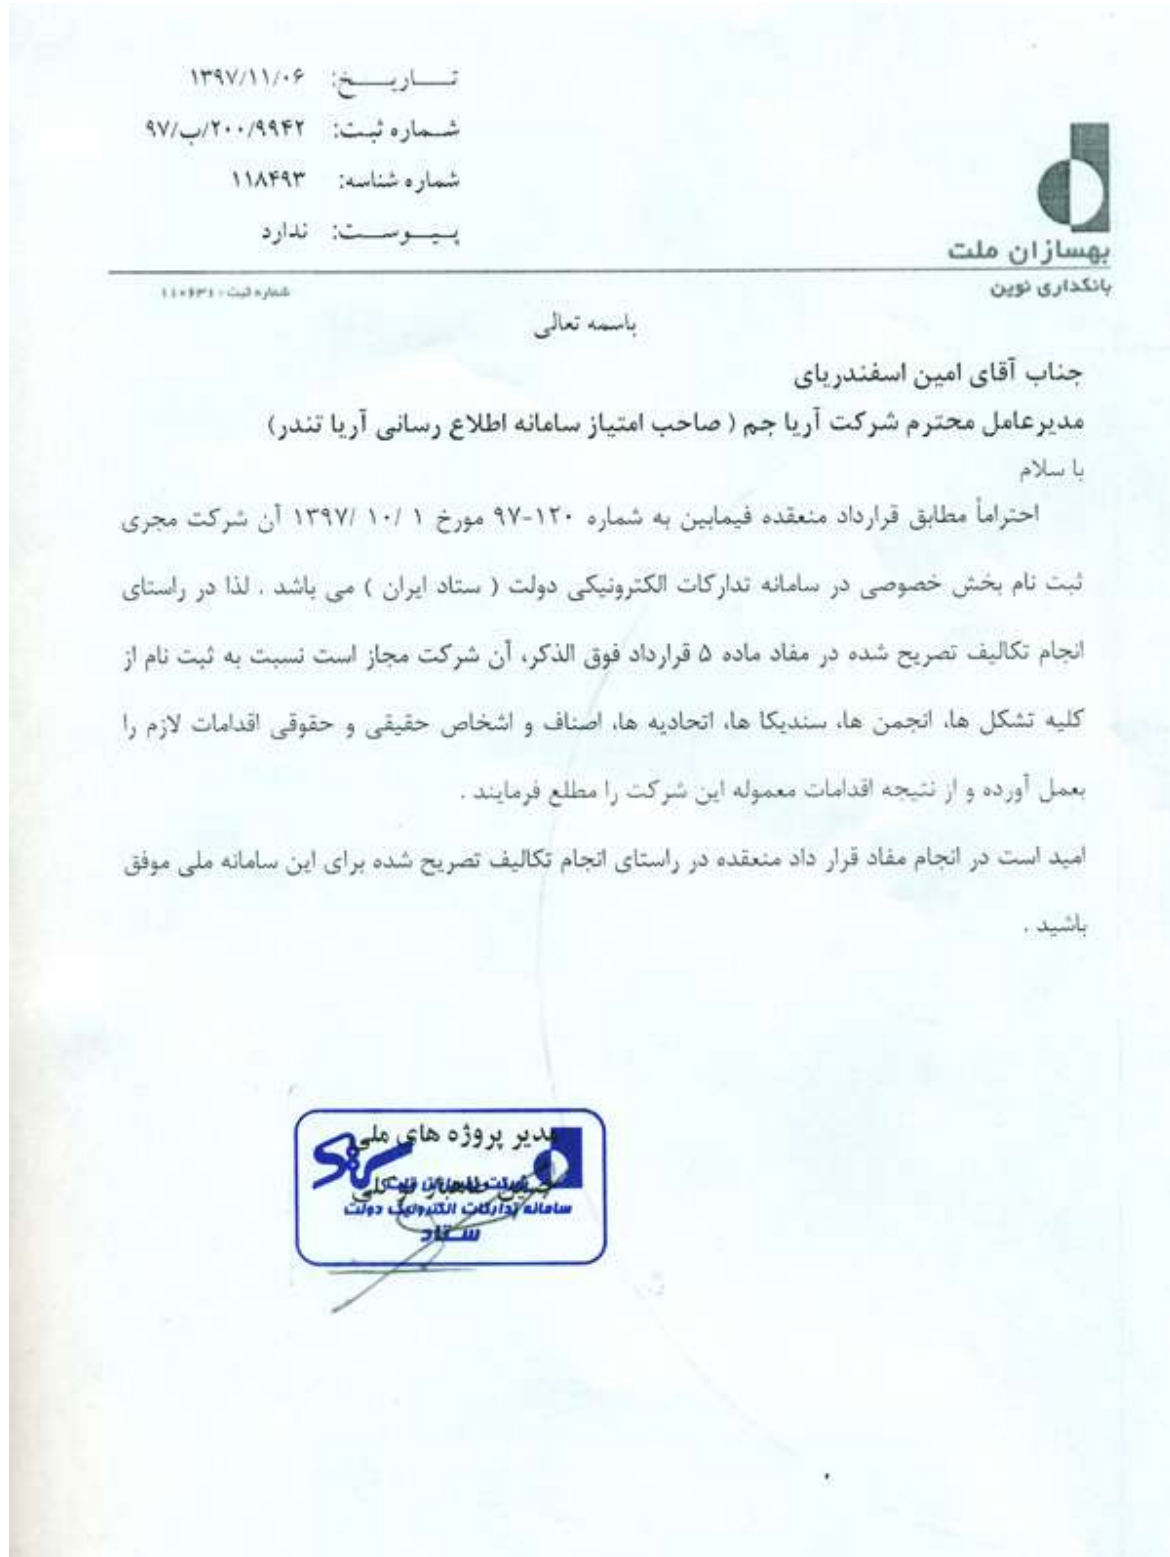 تـــاریـــخ: ۱۳۹۷/۱۱/۰۶
شـماره ثبت: ۹۷/ب/۲۰۰/۹۹۴۲
شماره شناسه: ۱۱۸۴۹۳
پـیـوســت: ندارد
بهسازان ملت
بانکداری نوین
شماره ثبت: ۱۱۰۶۳۱
باسمه تعالی
جناب آقای امین اسفندریای
مدیرعامل محترم شرکت آریا جم ( صاحب امتیاز سامانه اطلاع رسانی آریا تندر)
با سلام
احتراماً مطابق قرارداد منعقده فیمابین به شماره ۱۲۰-۹۷ مورخ ۱ /۱۰ /۱۳۹۷ آن شرکت مجری
ثبت نام بخش خصوصی در سامانه تدارکات الکترونیکی دولت ( ستاد ایران ) می باشد . لذا در راستای
انجام تکالیف تصریح شده در مفاد ماده ۵ قرارداد فوق الذکر، آن شرکت مجاز است نسبت به ثبت نام از
کلیه تشکل ها، انجمن ها، سندیکا ها، اتحادیه ها، اصناف و اشخاص حقیقی و حقوقی اقدامات لازم را
بعمل آورده و از نتیجه اقدامات معموله این شرکت را مطلع فرمایند .
امید است در انجام مفاد قرار داد منعقده در راستای انجام تکالیف تصریح شده برای این سامانه ملی موفق
باشید .
مدیر پروژه های ملی
سامانه تدارکات الکترونیک دولت
ستاد